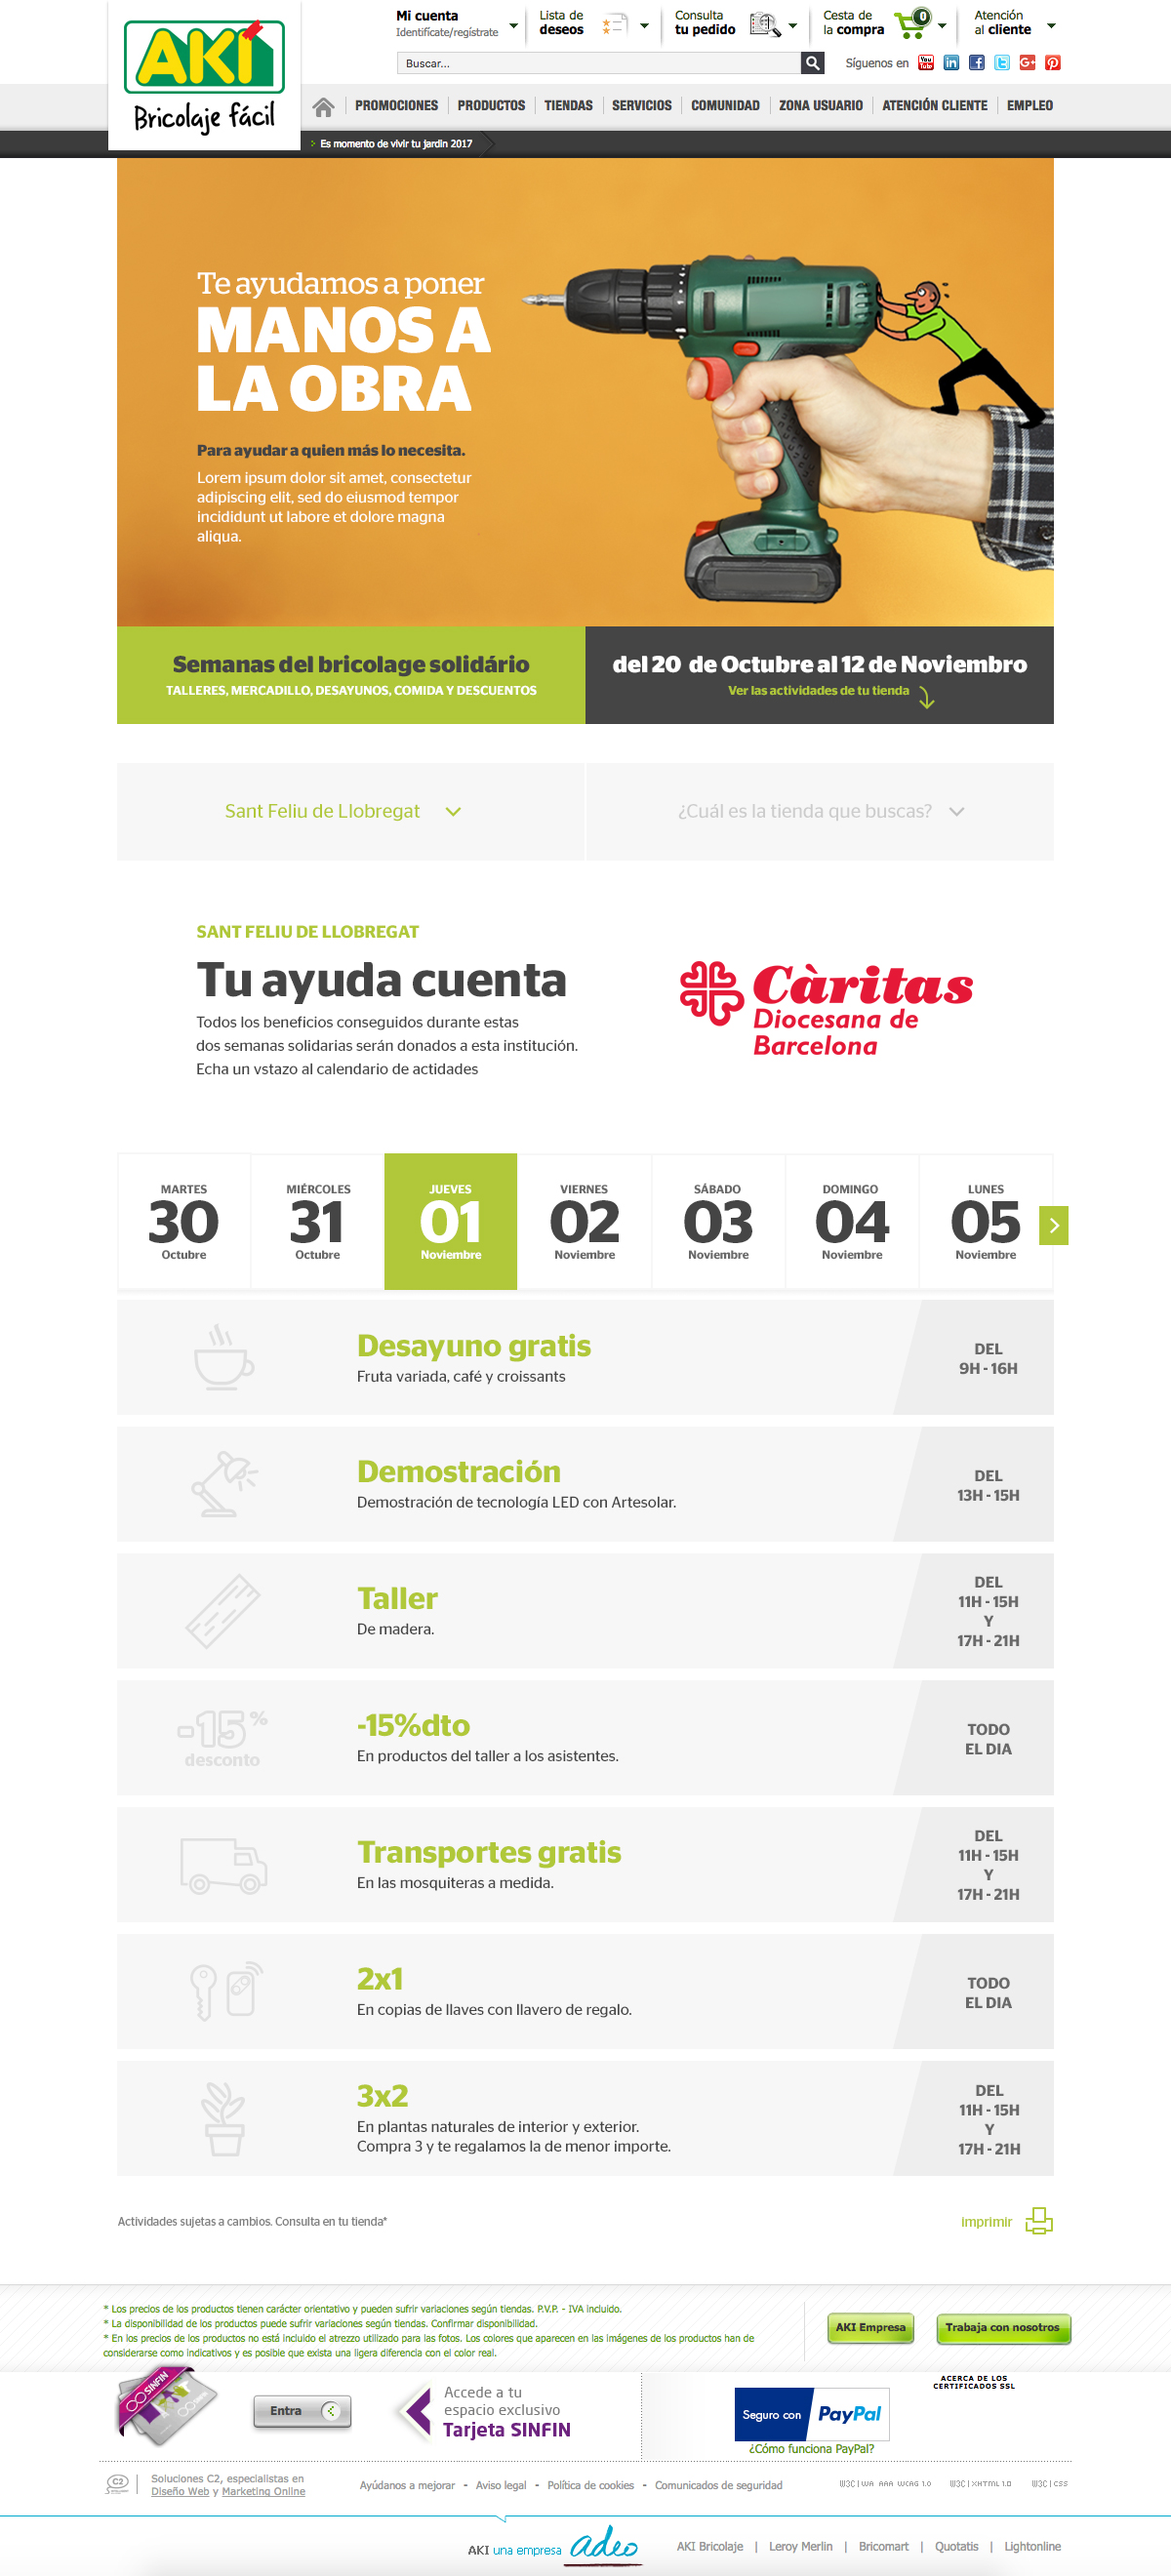 AKI
Bricolaje fácil
Mi cuenta
Identifícate/regístrate
Lista de
deseos
Consulta
tu pedido
Cesta de
la compra
0
Atención
al cliente
Buscar...
Síguenos en
You Tube
in
f
t
G+
PROMOCIONES
PRODUCTOS
TIENDAS
SERVICIOS
COMUNIDAD
ZONA USUARIO
ATENCIÓN CLIENTE
EMPLEO
Es momento de vivir tu jardin 2017
Te ayudamos a poner
MANOS A
LA OBRA
Para ayudar a quien más lo necesita.
Lorem ipsum dolor sit amet, consectetur
adipiscing elit, sed do eiusmod tempor
incididunt ut labore et dolore magna
aliqua.
Semanas del bricolage solidário
TALLERES, MERCADILLO, DESAYUNOS, COMIDA Y DESCUENTOS
del 20 de Octubre al 12 de Noviembro
Ver las actividades de tu tienda
Sant Feliu de Llobregat
¿Cuál es la tienda que buscas?
SANT FELIU DE LLOBREGAT
Tu ayuda cuenta
Todos los beneficios conseguidos durante estas
dos semanas solidarias serán donados a esta institución.
Echa un vstazo al calendario de actidades
Càritas
Diocesana de
Barcelona
MARTES
30
Octubre
MIÉRCOLES
31
Octubre
JUEVES
01
Noviembre
VIERNES
02
Noviembre
SÁBADO
03
Noviembre
DOMINGO
04
Noviembre
LUNES
05
Noviembre
Desayuno gratis
Fruta variada, café y croissants
DEL
9H - 16H
Demostración
Demostración de tecnología LED con Artesolar.
DEL
13H - 15H
Taller
De madera.
DEL
11H - 15H
Y
17H - 21H
-15%
desconto
-15%dto
En productos del taller a los asistentes.
TODO
EL DIA
Transportes gratis
En las mosquiteras a medida.
DEL
11H - 15H
Y
17H - 21H
2x1
En copias de llaves con llavero de regalo.
TODO
EL DIA
3x2
En plantas naturales de interior y exterior.
Compra 3 y te regalamos la de menor importe.
DEL
11H - 15H
Y
17H - 21H
Actividades sujetas a cambios. Consulta en tu tienda*
imprimir
* Los precios de los productos tienen carácter orientativo y pueden sufrir variaciones según tiendas. P.V.P. - IVA incluido.
* La disponibilidad de los productos puede sufrir variaciones según tiendas. Confirmar disponibilidad.
* En los precios de los productos no está incluido el atrezzo utilizado para las fotos. Los colores que aparecen en las imágenes de los productos han de
considerarse como indicativos y es posible que exista una ligera diferencia con el color real.
AKI Empresa
Trabaja con nosotros
SINFIN
Entra
Accede a tu
espacio exclusivo
Tarjeta SINFIN
Seguro con
PayPal
¿Cómo funciona PayPal?
ACERCA DE LOS
CERTIFICADOS SSL
C2
Soluciones C2, especialistas en
Diseño Web y Marketing Online
Ayúdanos a mejorar - Aviso legal - Política de cookies - Comunicados de seguridad
W3C | WA AAA WCAG 1.0
W3C | XHTML 1.0
W3C | CSS
AKI una empresa adeo
AKI Bricolaje | Leroy Merlin | Bricomart | Quotatis | Lightonline